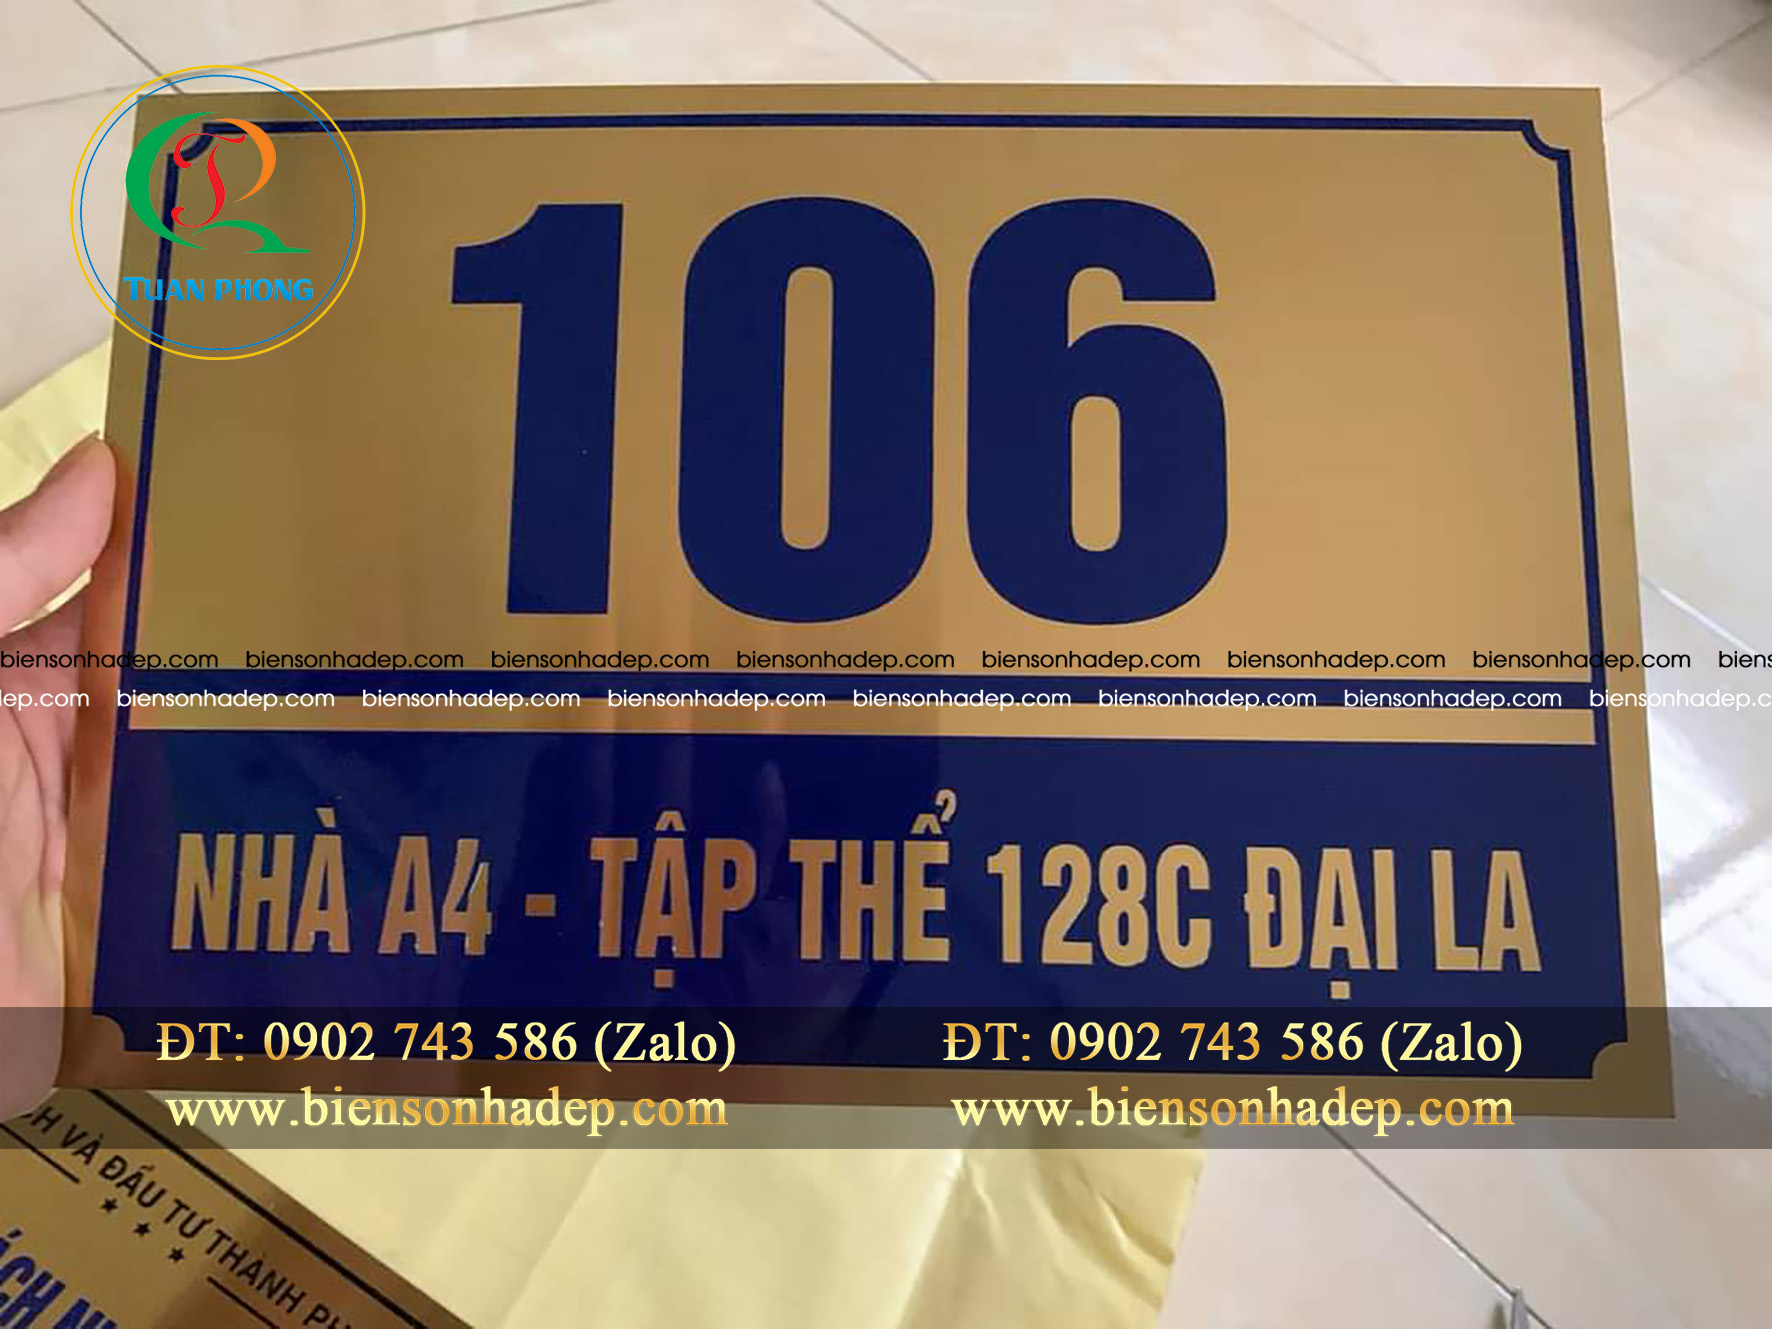 TUAN PHONG
106
biensonhadep.com biensonhadep.com biensonhadep.com biensonhadep.com biensonhadep.com biensonhadep.com biensonhadep.com
biensonhadep.com biensonhadep.com biensonhadep.com biensonhadep.com biensonhadep.com biensonhadep.com
NHÀ A4 - TẬP THỂ 128C ĐẠI LA
ĐT: 0902 743 586 (Zalo) ĐT: 0902 743 586 (Zalo)
www.biensonhadep.com www.biensonhadep.com
VÀ ĐẦU TƯ THÀNH